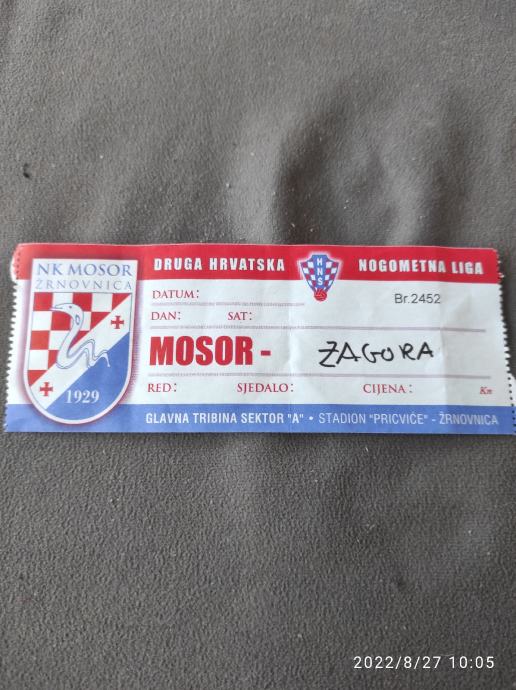 NK MOSOR
ŽRNOVNICA
1929
DRUGA HRVATSKA HNS NOGOMETNA LIGA
DATUM: Br.2452
DAN: SAT:
MOSOR - ZAGORA
RED: SJEDALO: CIJENA: Kn
GLAVNA TRIBINA SEKTOR "A" • STADION "PRICVIĆE" - ŽRNOVNICA
2022/8/27 10:05